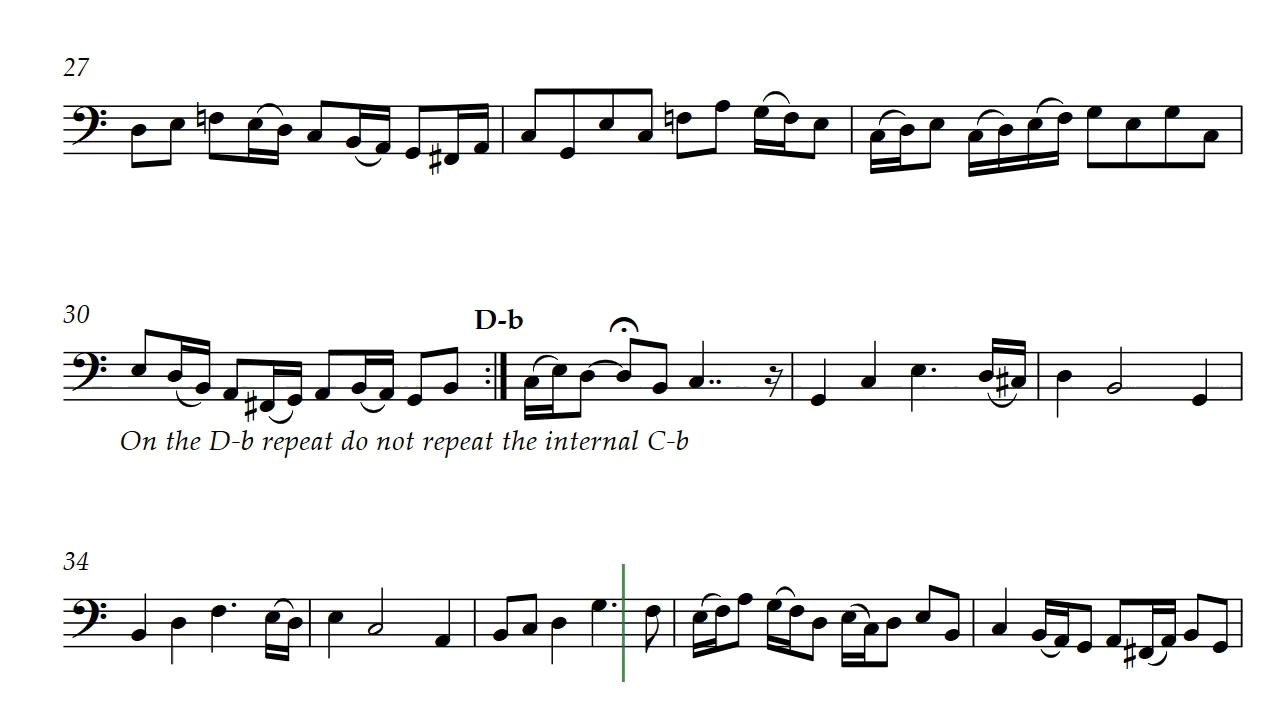 27
30
D-b
On the D-b repeat do not repeat the internal C-b
34